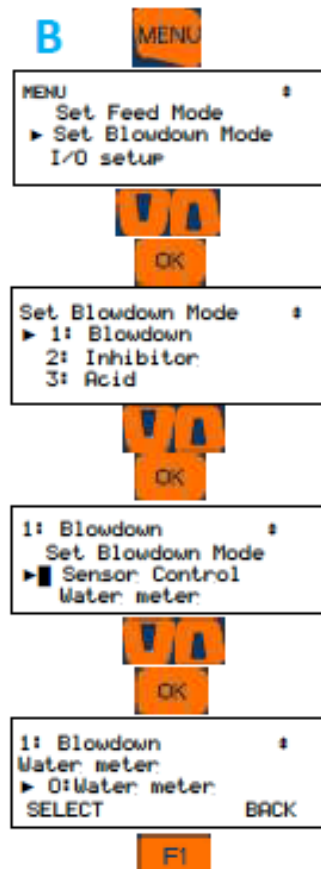 B
MENU
MENU
Set Feed Mode
Set Blowdown Mode
I/O setup
OK
Set Blowdown Mode
1: Blowdown
2: Inhibitor
3: Acid
OK
1: Blowdown
Set Blowdown Mode
Sensor Control
Water meter
OK
1: Blowdown
Water meter
0:Water meter
SELECT BACK
F1